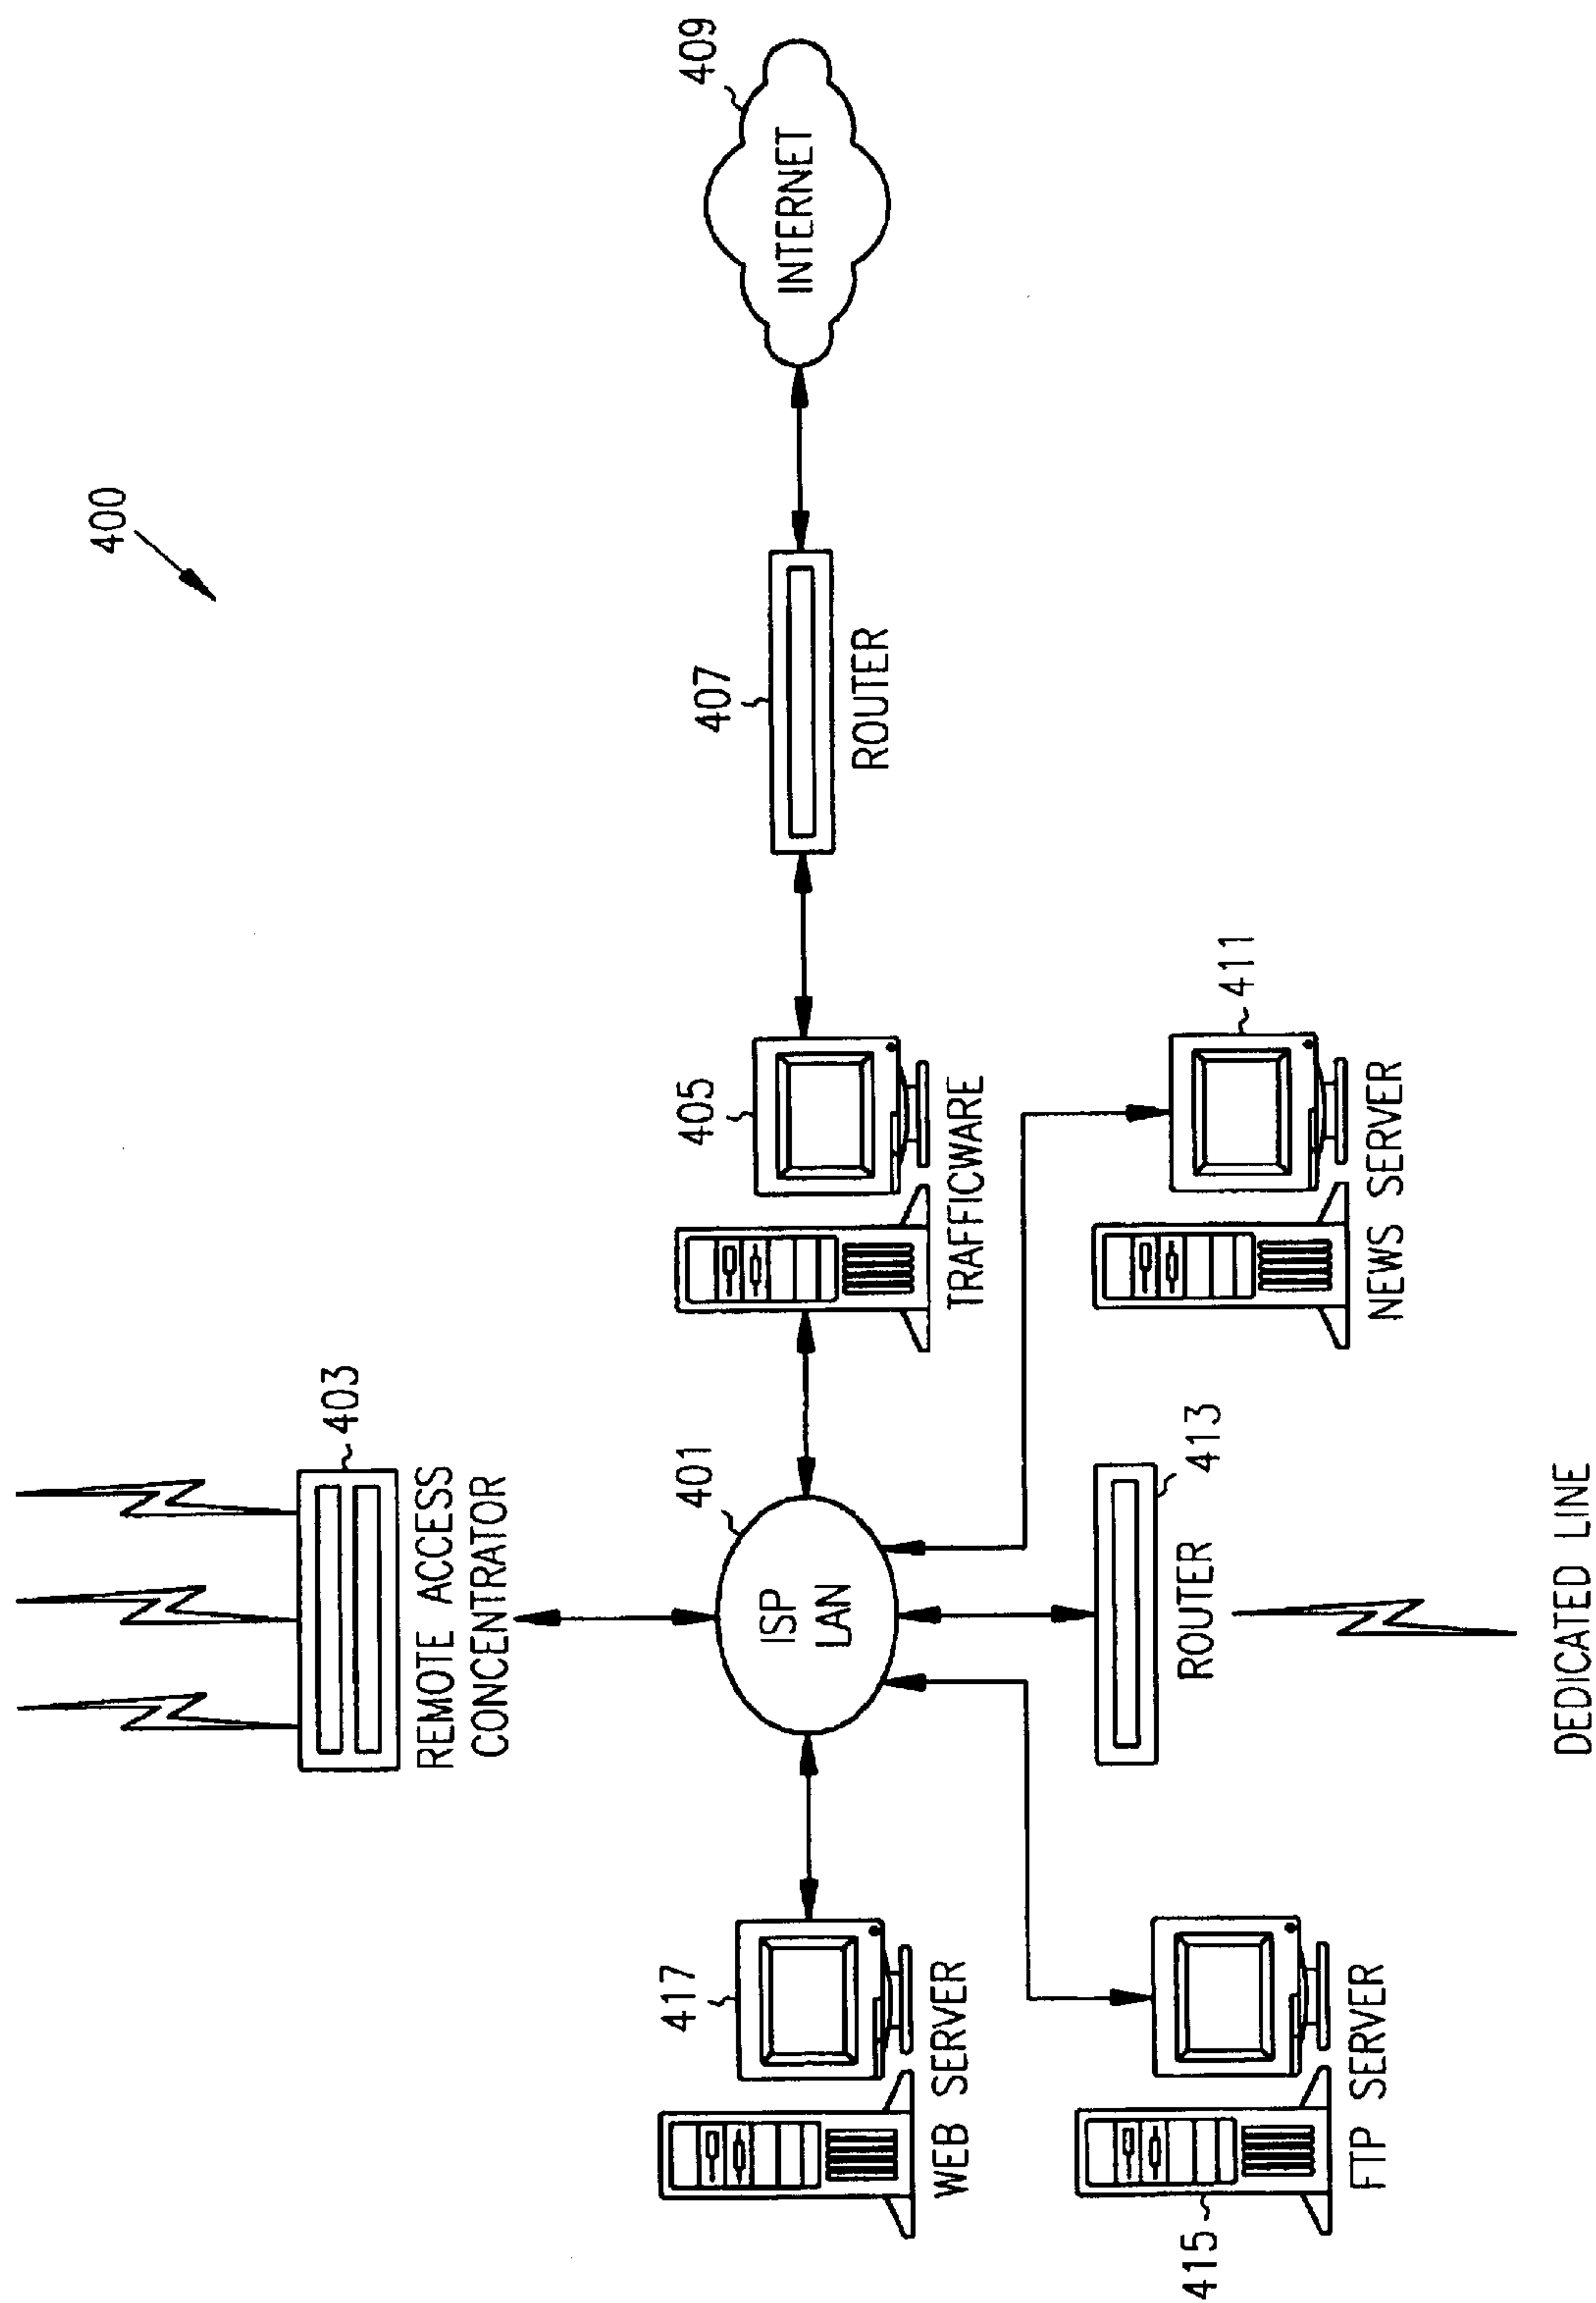 400
403
REMOTE ACCESS
CONCENTRATOR
417
WEB SERVER
401
ISP
LAN
405
TRAFFICWARE
407
ROUTER
409
INTERNET
415
FTP SERVER
413
ROUTER
411
NEWS SERVER
DEDICATED LINE